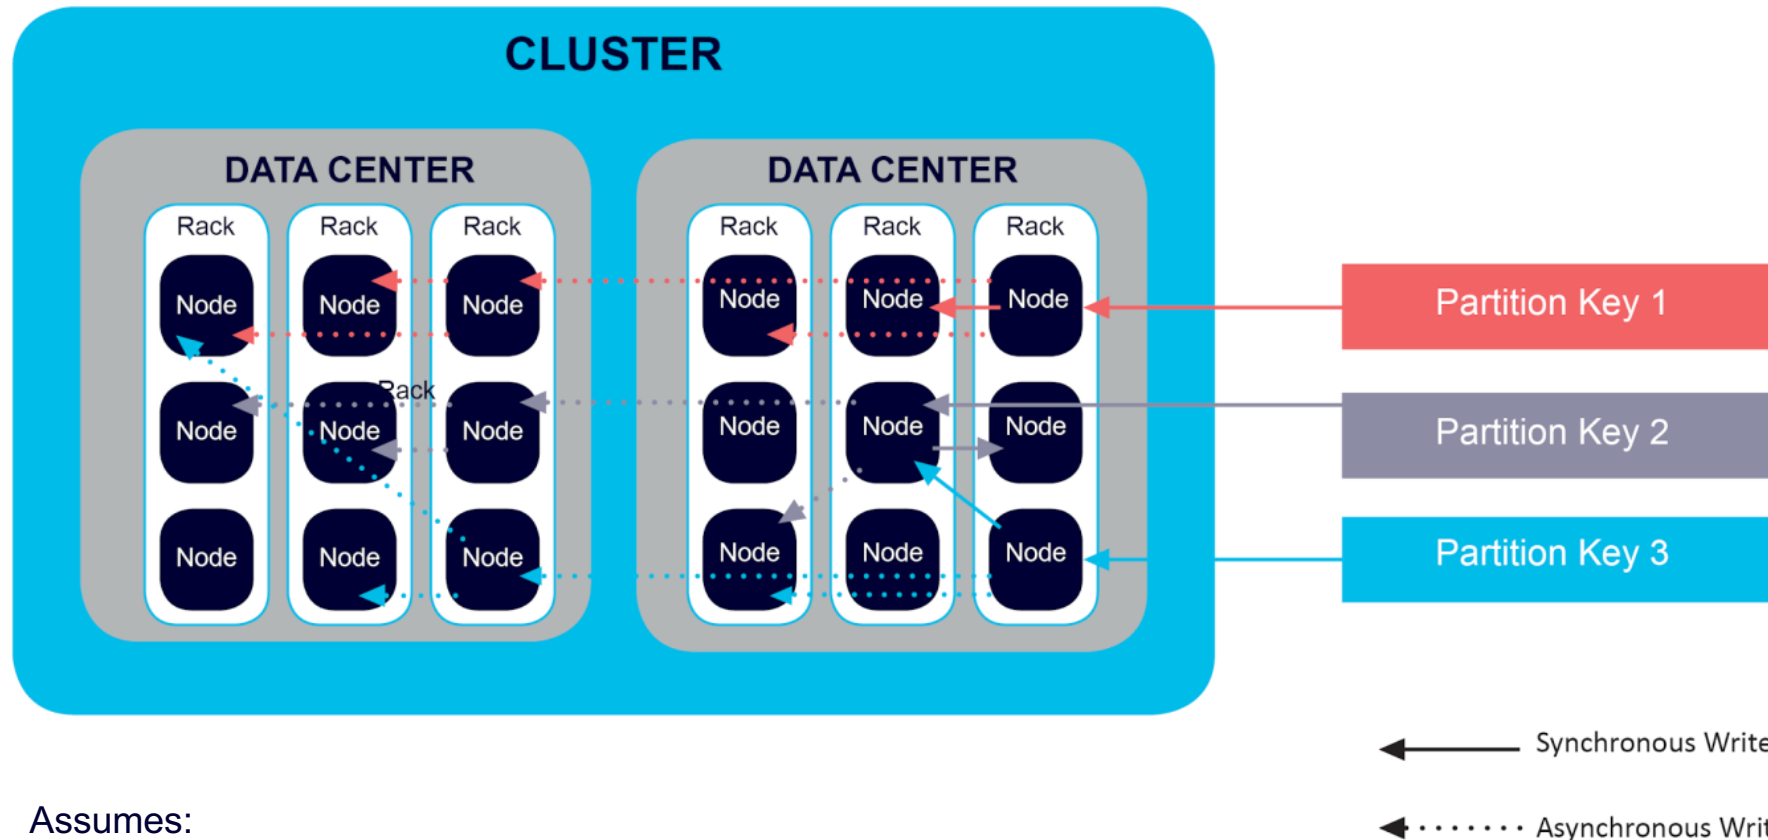 CLUSTER
DATA CENTER
DATA CENTER
Rack
Rack
Rack
Rack
Rack
Rack
Node
Node
Node
Node
Node
Node
Partition Key 1
Rack
Node
Node
Node
Node
Node
Node
Partition Key 2
Node
Node
Node
Node
Node
Node
Partition Key 3
Synchronous Write
Assumes:
Asynchronous Writ